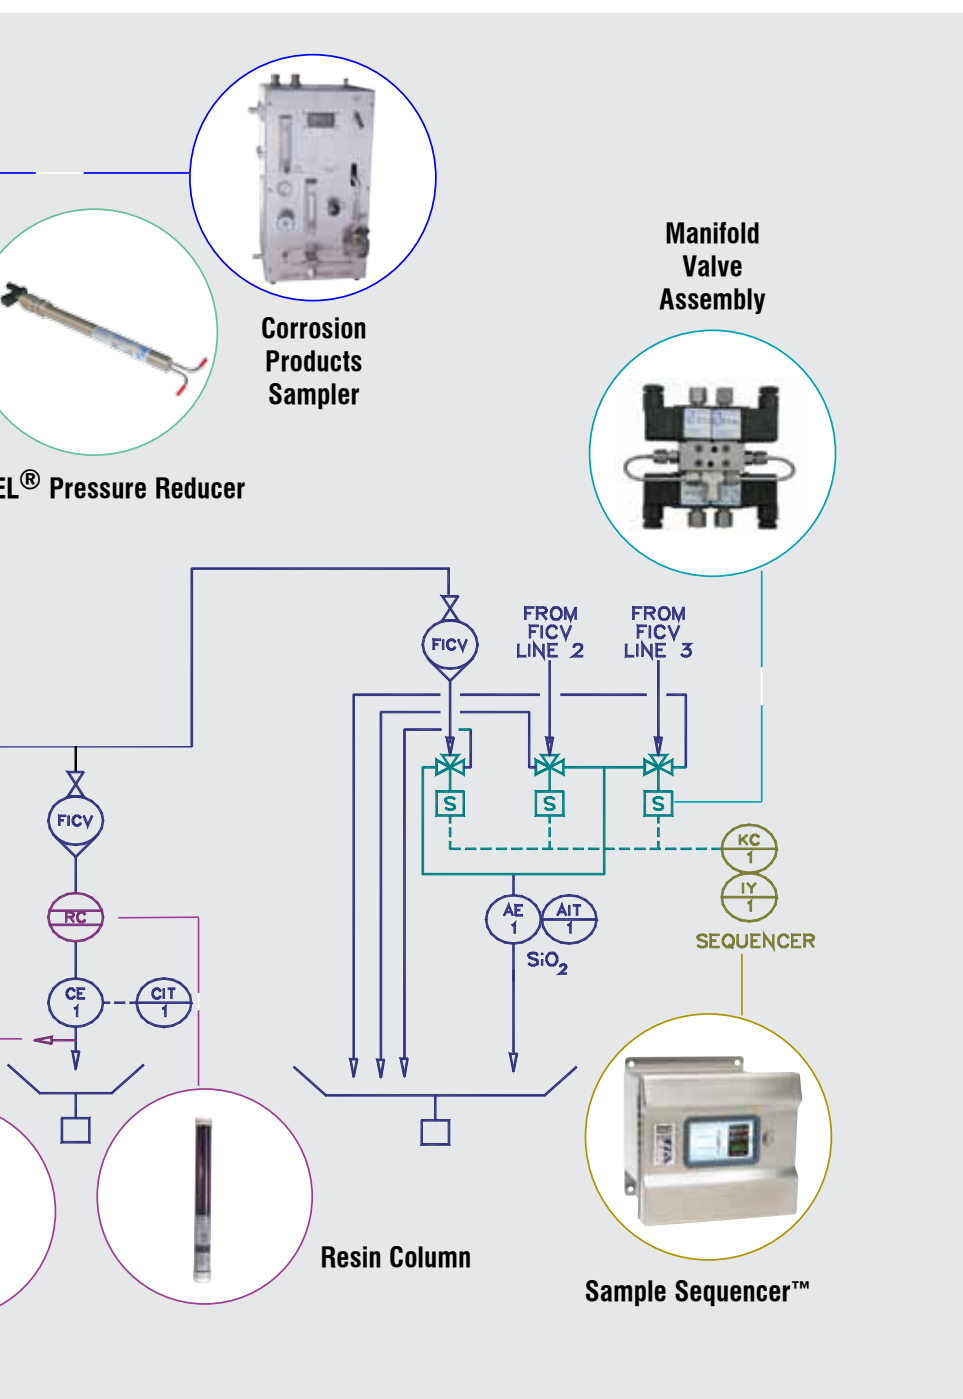 Corrosion
Products
Sampler
Manifold
Valve
Assembly
EL® Pressure Reducer
FROM
FICV
LINE 2
FROM
FICV
LINE 3
FICV
S
S
S
FICV
KC
1
IY
1
SEQUENCER
RC
AE
1
AIT
1
SiO2
CE
1
CIT
1
Resin Column
Sample Sequencer™